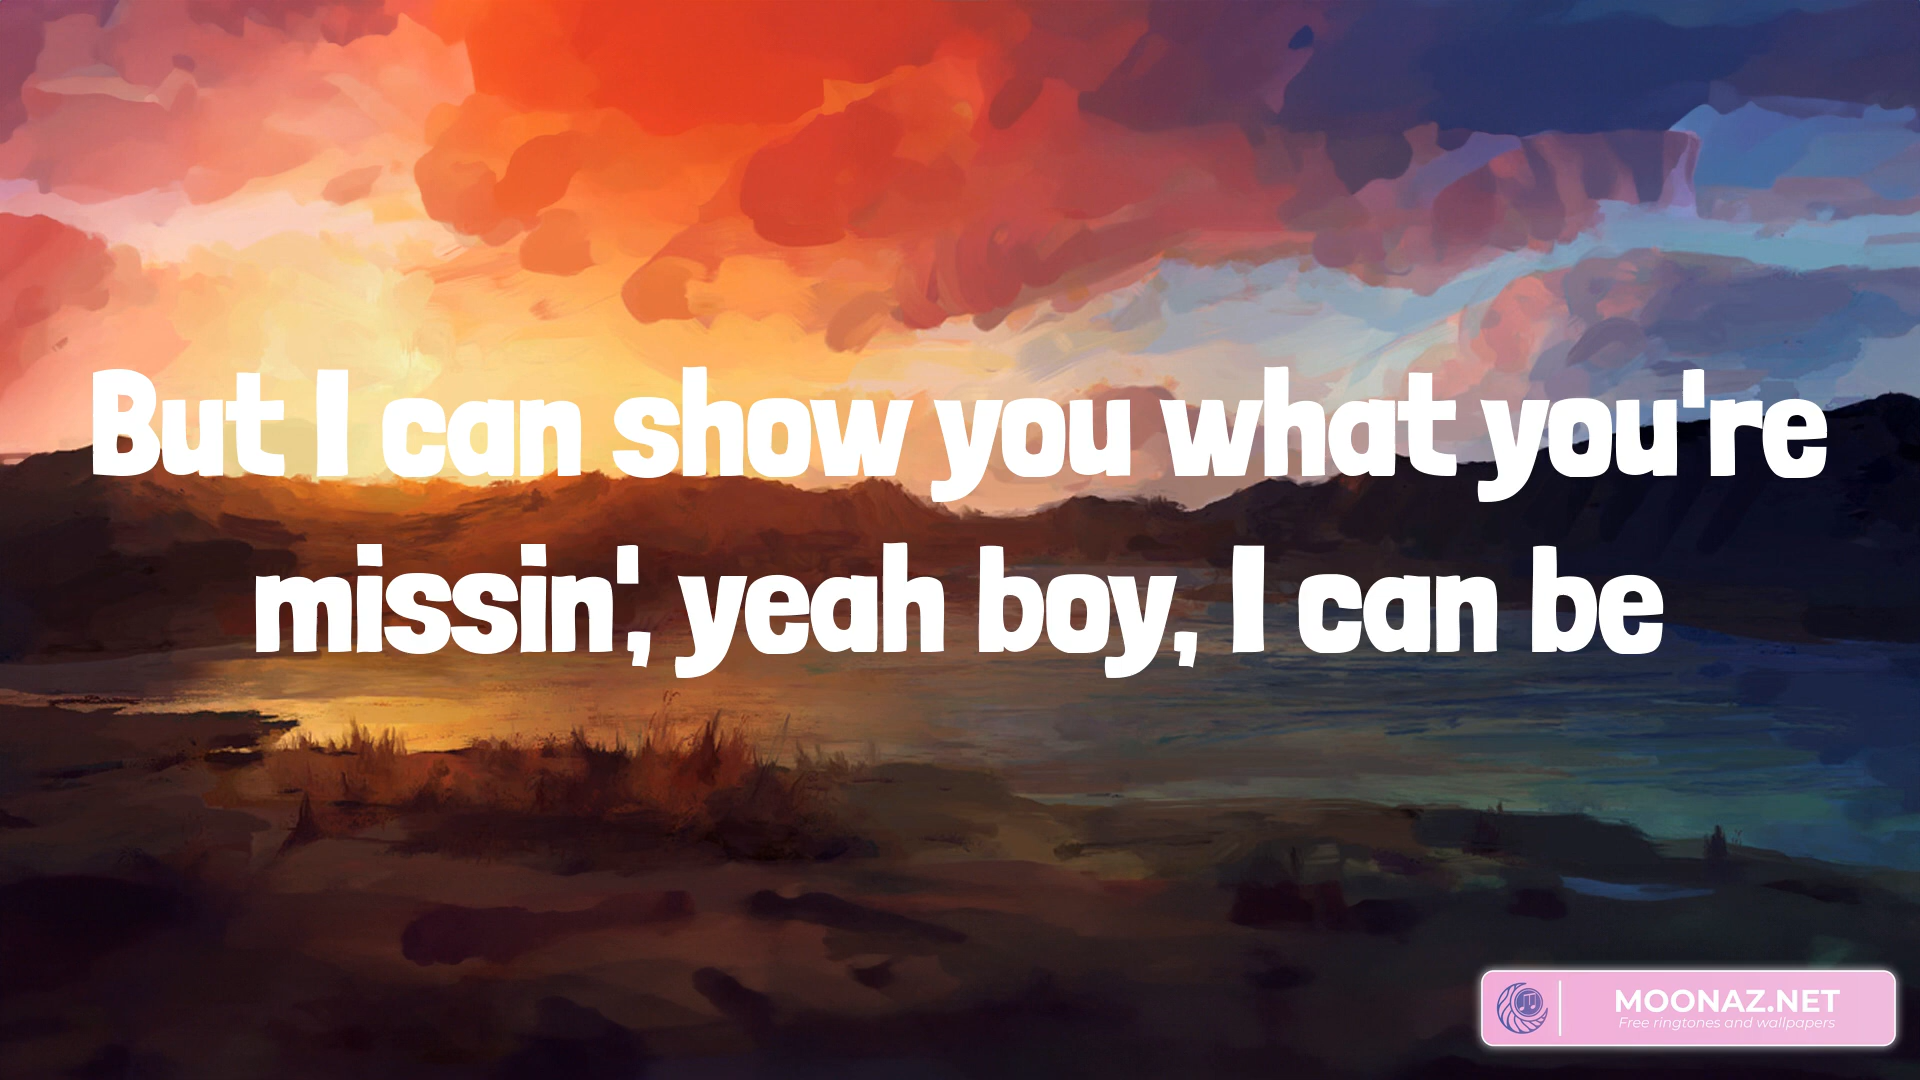 But I can show you what you're
missin', yeah boy, I can be
MOONAZ.NET
Free ringtones and wallpapers